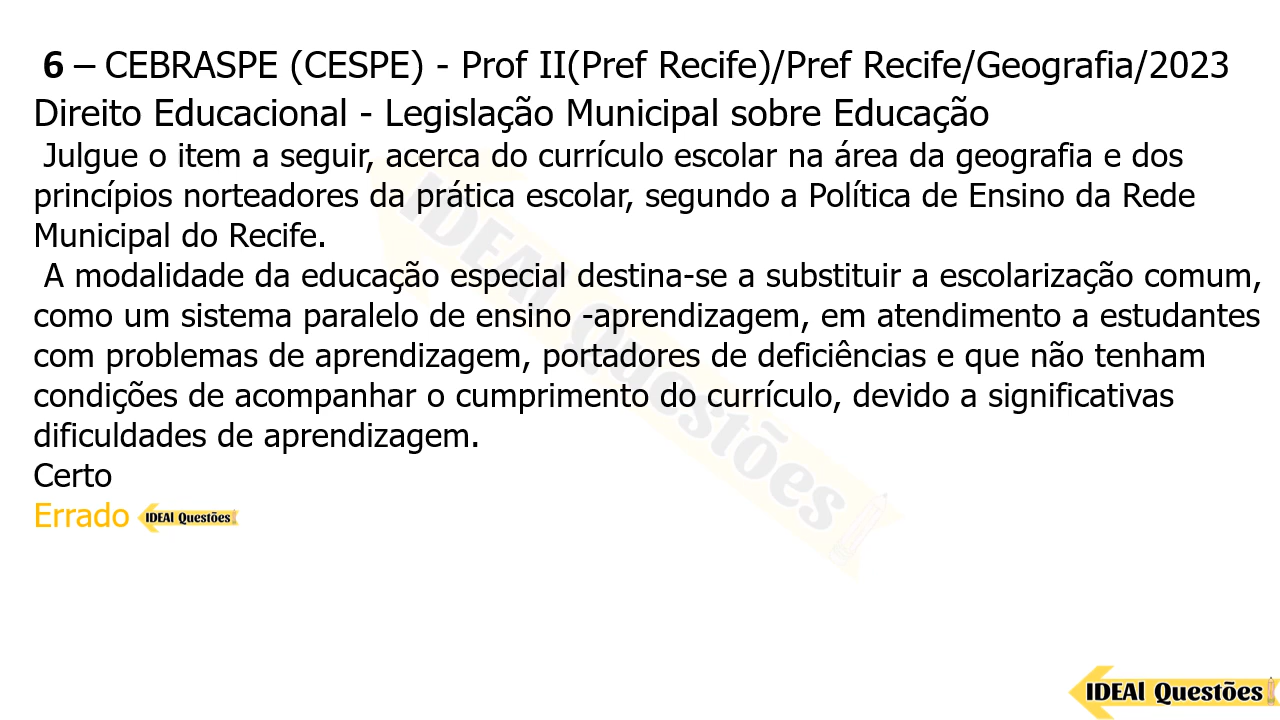 6 – CEBRASPE (CESPE) - Prof II(Pref Recife)/Pref Recife/Geografia/2023
Direito Educacional - Legislação Municipal sobre Educação
Julgue o item a seguir, acerca do currículo escolar na área da geografia e dos
princípios norteadores da prática escolar, segundo a Política de Ensino da Rede
Municipal do Recife.
A modalidade da educação especial destina-se a substituir a escolarização comum,
como um sistema paralelo de ensino -aprendizagem, em atendimento a estudantes
com problemas de aprendizagem, portadores de deficiências e que não tenham
condições de acompanhar o cumprimento do currículo, devido a significativas
dificuldades de aprendizagem.
Certo
Errado IDEAl Questões
IDEAl Questões
IDEAl Questões